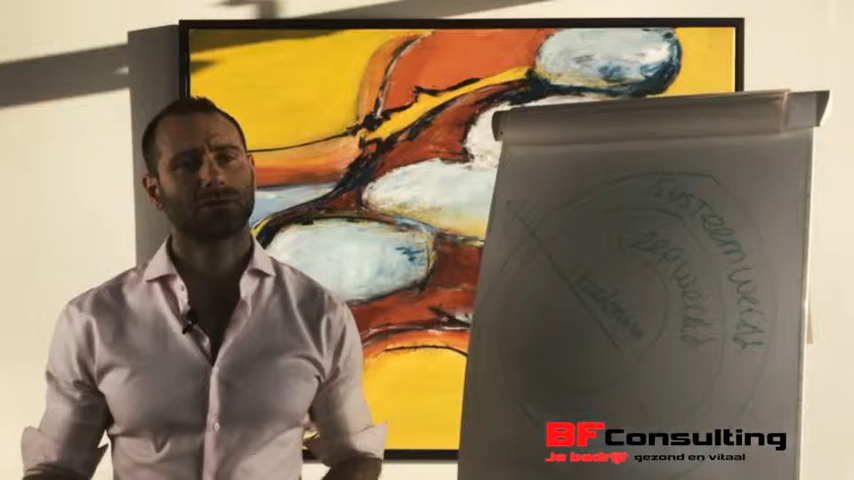 systeemwereld
leefwereld
BFConsulting
Je bedrijf gezond en vitaal